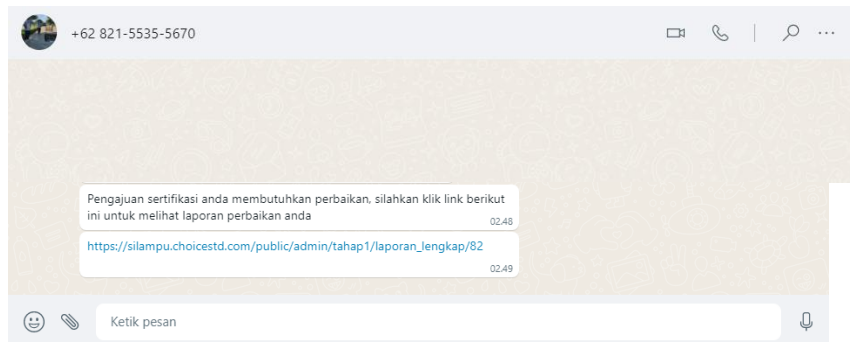 +62 821-5535-5670
Pengajuan sertifikasi anda membutuhkan perbaikan, silahkan klik link berikut
ini untuk melihat laporan perbaikan anda
02.48
https://silampu.choicestd.com/public/admin/tahap1/laporan_lengkap/82
02.49
Ketik pesan